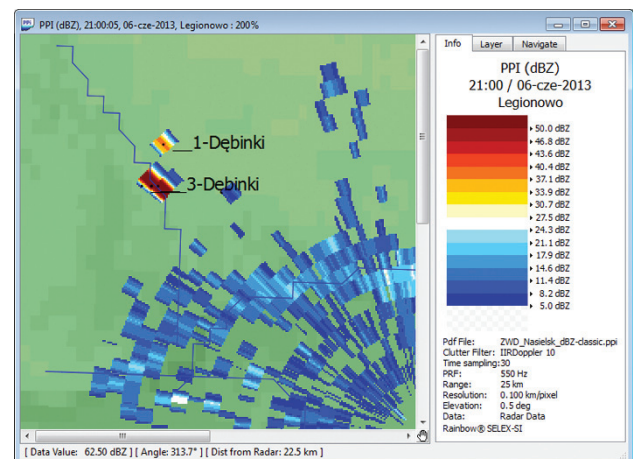 PPI (dBZ), 21:00:05, 06-cze-2013, Legionowo : 200%
1-Dębinki
3-Dębinki
Info Layer Navigate
PPI (dBZ)
21:00 / 06-cze-2013
Legionowo
50.0 dBZ
46.8 dBZ
43.6 dBZ
40.4 dBZ
37.1 dBZ
33.9 dBZ
30.7 dBZ
27.5 dBZ
24.3 dBZ
21.1 dBZ
17.9 dBZ
14.6 dBZ
11.4 dBZ
8.2 dBZ
5.0 dBZ
Pdf File: ZWD_Nasielsk_dBZ-classic.ppi
Clutter Filter: IIRDoppler 10
Time sampling:30
PRF: 550 Hz
Range: 25 km
Resolution: 0.100 km/pixel
Elevation: 0.5 deg
Data: Radar Data
Rainbow® SELEX-SI
[ Data Value: 62.50 dBZ ] [ Angle: 313.7° ] [ Dist from Radar: 22.5 km ]